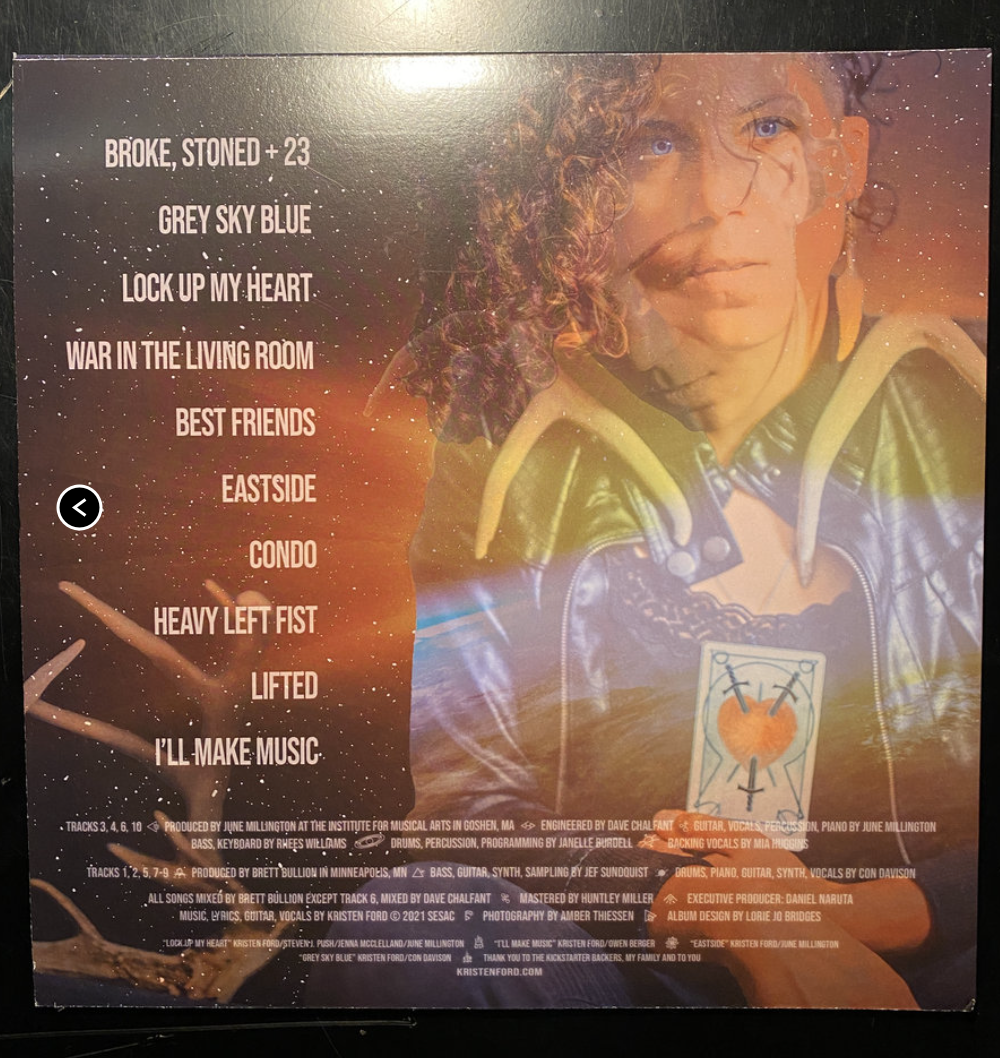 BROKE, STONED + 23
GREY SKY BLUE
LOCK UP MY HEART
WAR IN THE LIVING ROOM
BEST FRIENDS
EASTSIDE
CONDO
HEAVY LEFT FIST
LIFTED
I'LL MAKE MUSIC
TRACKS 3, 4, 6, 10 PRODUCED BY JUNE MILLINGTON AT THE INSTITUTE FOR MUSICAL ARTS IN GOSHEN, MA ENGINEERED BY DAVE CHALFANT GUITAR, VOCALS, PERCUSSION, PIANO BY JUNE MILLINGTON
BASS, KEYBOARD BY RHEES WILLIAMS DRUMS, PERCUSSION, PROGRAMMING BY JANELLE BURDELL BACKING VOCALS BY MIA HUGGINS
TRACKS 1, 2, 5, 7-9 PRODUCED BY BRETT BULLION IN MINNEAPOLIS, MN BASS, GUITAR, SYNTH, SAMPLING BY JEF SUNDQUIST DRUMS, PIANO, GUITAR, SYNTH, VOCALS BY CON DAVISON
ALL SONGS MIXED BY BRETT BULLION EXCEPT TRACK 6, MIXED BY DAVE CHALFANT MASTERED BY HUNTLEY MILLER EXECUTIVE PRODUCER: DANIEL NARUTA
MUSIC, LYRICS, GUITAR, VOCALS BY KRISTEN FORD © 2021 SESAC PHOTOGRAPHY BY AMBER THIESSEN ALBUM DESIGN BY LORIE JO BRIDGES
"LOCK UP MY HEART" KRISTEN FORD/STEVEN J. PUSH/JENNA MCCLELLAND/JUNE MILLINGTON "I'LL MAKE MUSIC" KRISTEN FORD/OWEN BERGER "EASTSIDE" KRISTEN FORD/JUNE MILLINGTON
"GREY SKY BLUE" KRISTEN FORD/CON DAVISON THANK YOU TO THE KICKSTARTER BACKERS, MY FAMILY AND TO YOU
KRISTENFORD.COM